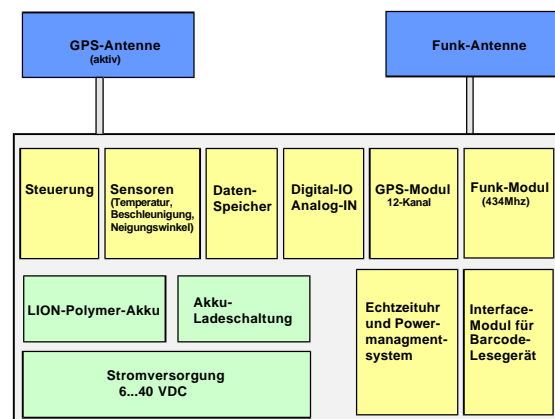 GPS-Antenne
(aktiv)
Funk-Antenne
Steuerung
Sensoren
(Temperatur,
Beschleunigung,
Neigungswinkel)
Daten-
Speicher
Digital-IO
Analog-IN
GPS-Modul
12-Kanal
Funk-Modul
(434Mhz)
LION-Polymer-Akku
Akku-
Ladeschaltung
Echtzeituhr
und Power-
managment-
system
Interface-
Modul für
Barcode-
Lesegerät
Stromversorgung
6...40 VDC